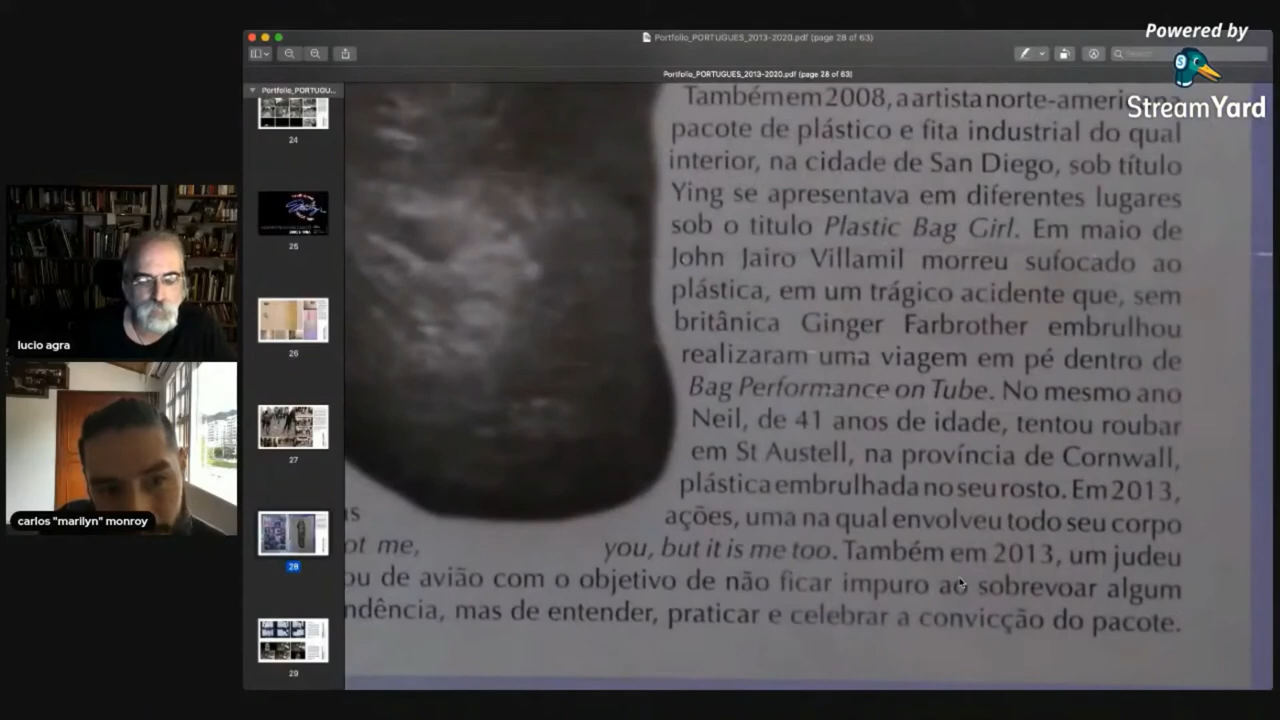 Powered by
StreamYard
Portfolio_PORTUGUES_2013-2020.pdf (page 28 of 63)
Search
Portfolio_PORTUGUES_2013-2020.pdf (page 28 of 63)
Portfolio_PORTUGU...
24
25
26
27
28
29
lucio agra
carlos "marilyn" monroy
Também em 2008, a artista norte-americana
pacote de plástico e fita industrial do qual
interior, na cidade de San Diego, sob título
Ying se apresentava em diferentes lugares
sob o titulo Plastic Bag Girl. Em maio de
John Jairo Villamil morreu sufocado ao
plástica, em um trágico acidente que, sem
britânica Ginger Farbrother embrulhou
realizaram uma viagem em pé dentro de
Bag Performance on Tube. No mesmo ano
Neil, de 41 anos de idade, tentou roubar
em St Austell, na província de Cornwall,
plástica embrulhada no seu rosto. Em 2013,
ações, uma na qual envolveu todo seu corpo
ot me, you, but it is me too. Também em 2013, um judeu
ou de avião com o objetivo de não ficar impuro ao sobrevoar algum
ndência, mas de entender, praticar e celebrar a convicção do pacote.